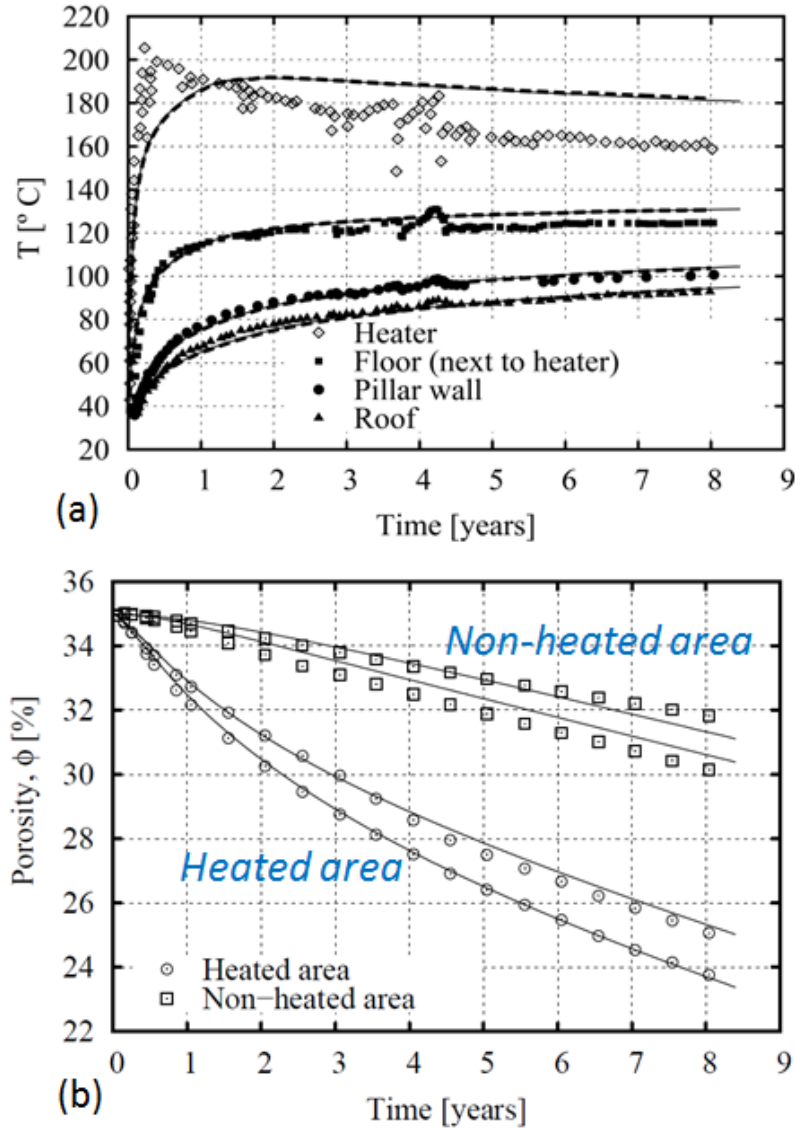 220
200
180
160
140
120
100
80
60
40
20
T [º C]
Heater
Floor (next to heater)
Pillar wall
Roof
0 1 2 3 4 5 6 7 8 9
(a)
Time [years]
36
34
32
30
28
26
24
22
Porosity, ϕ [%]
Non-heated area
Heated area
Heated area
Non−heated area
0 1 2 3 4 5 6 7 8 9
(b)
Time [years]